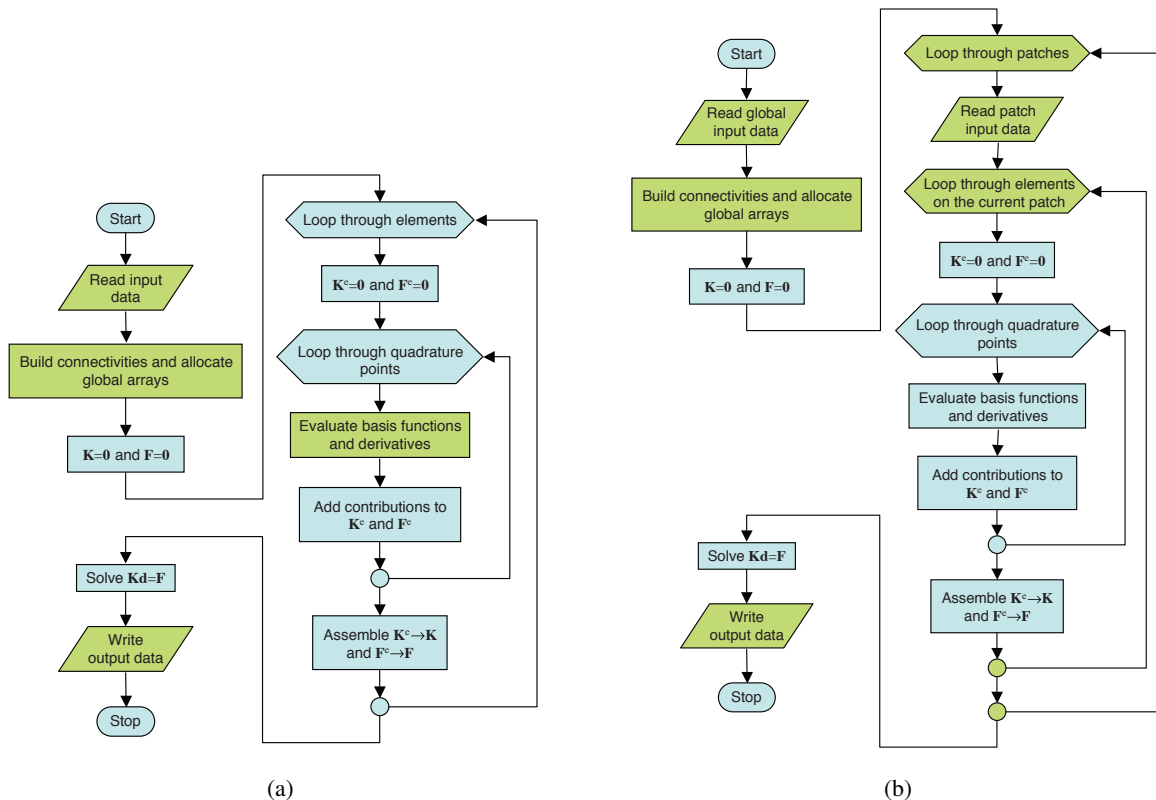 Start
Read input
data
Build connectivities and allocate
global arrays
K=0 and F=0
Loop through elements
Kᵉ=0 and Fᵉ=0
Loop through quadrature
points
Evaluate basis functions
and derivatives
Add contributions to
Kᵉ and Fᵉ
Assemble Kᵉ→K
and Fᵉ→F
Solve Kd=F
Write
output data
Stop
(a)
Start
Read global
input data
Build connectivities and allocate
global arrays
K=0 and F=0
Loop through patches
Read patch
input data
Loop through elements
on the current patch
Kᵉ=0 and Fᵉ=0
Loop through quadrature
points
Evaluate basis functions
and derivatives
Add contributions to
Kᵉ and Fᵉ
Assemble Kᵉ→K
and Fᵉ→F
Solve Kd=F
Write
output data
Stop
(b)